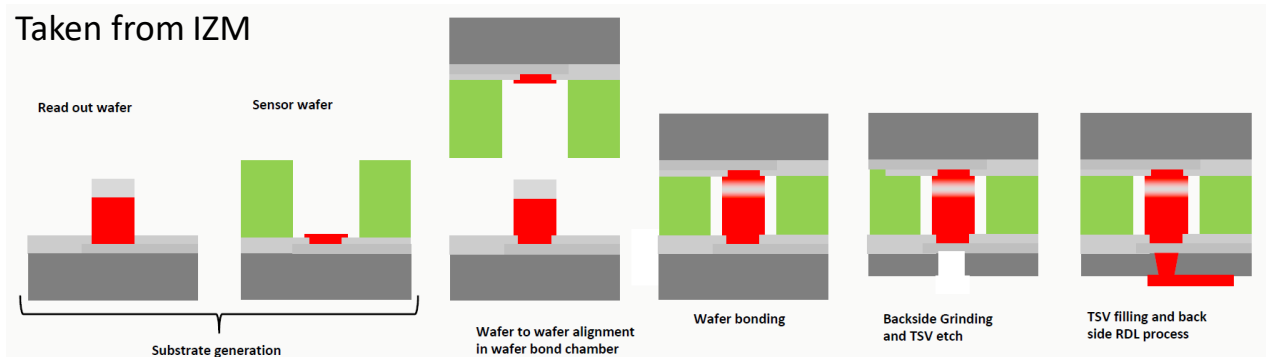 Taken from IZM
Read out wafer
Sensor wafer
Substrate generation
Wafer to wafer alignment
in wafer bond chamber
Wafer bonding
Backside Grinding
and TSV etch
TSV filling and back
side RDL process